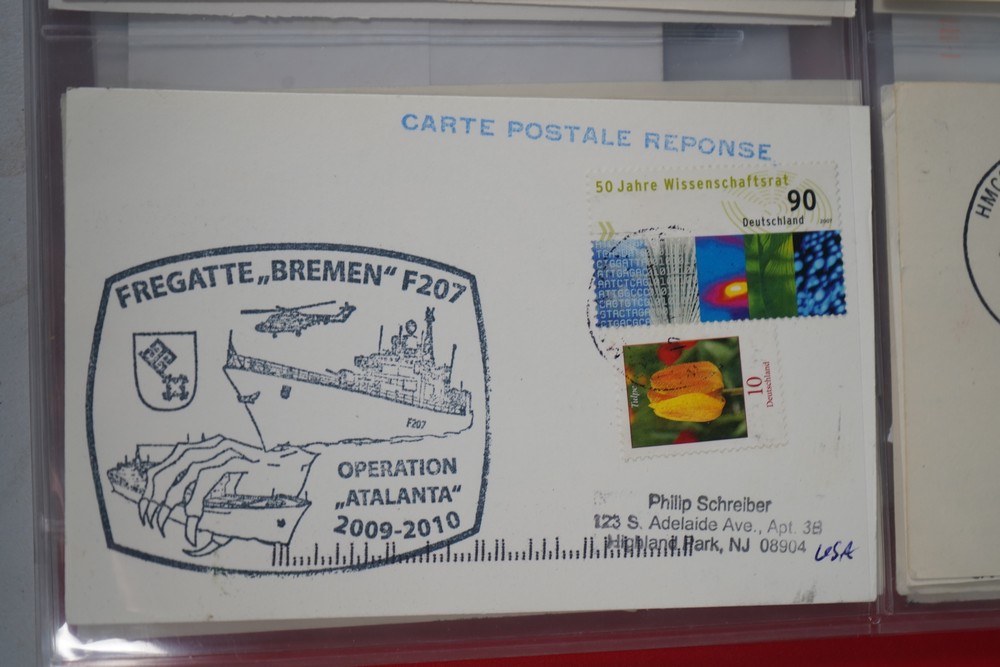 CARTE POSTALE REPONSE
50 Jahre Wissenschaftsrat
90
Deutschland
2007
Tulpe
10
Deutschland
FREGATTE „BREMEN“ F207
F207
OPERATION
„ATALANTA“
2009-2010
Philip Schreiber
123 S. Adelaide Ave., Apt. 3B
Highland Park, NJ 08904 USA